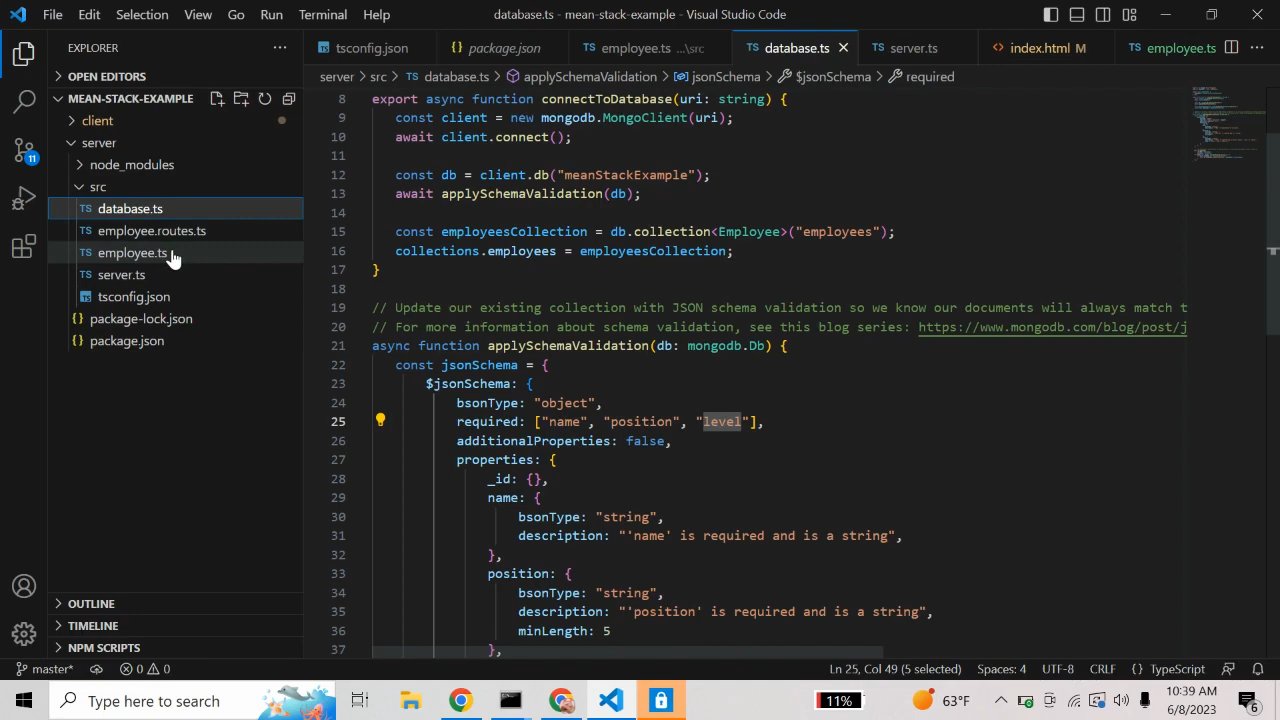 File Edit Selection View Go Run Terminal Help
database.ts - mean-stack-example - Visual Studio Code
EXPLORER
OPEN EDITORS
MEAN-STACK-EXAMPLE
client
server
node_modules
src
TS database.ts
TS employee.routes.ts
TS employee.ts
TS server.ts
tsconfig.json
{} package-lock.json
{} package.json
OUTLINE
TIMELINE
NPM SCRIPTS
11
tsconfig.json
{} package.json
TS employee.ts ...\src
TS database.ts
TS server.ts
<> index.html M
TS employee.ts
server > src > TS database.ts > applySchemaValidation > jsonSchema > $jsonSchema > required
8 export async function connectToDatabase(uri: string) {
9 const client = new mongodb.MongoClient(uri);
10 await client.connect();
11
12 const db = client.db("meanStackExample");
13 await applySchemaValidation(db);
14
15 const employeesCollection = db.collection<Employee>("employees");
16 collections.employees = employeesCollection;
17 }
18
19 // Update our existing collection with JSON schema validation so we know our documents will always match t
20 // For more information about schema validation, see this blog series: https://www.mongodb.com/blog/post/j
21 async function applySchemaValidation(db: mongodb.Db) {
22 const jsonSchema = {
23 $jsonSchema: {
24 bsonType: "object",
25 required: ["name", "position", "level"],
26 additionalProperties: false,
27 properties: {
28 _id: {},
29 name: {
30 bsonType: "string",
31 description: "'name' is required and is a string",
32 },
33 position: {
34 bsonType: "string",
35 description: "'position' is required and is a string",
36 minLength: 5
37 },
master* 0 0
Ln 25, Col 49 (5 selected) Spaces: 4 UTF-8 CRLF {} TypeScript
Type here to search
11%
63°F
10:39 AM
6/8/2023
6